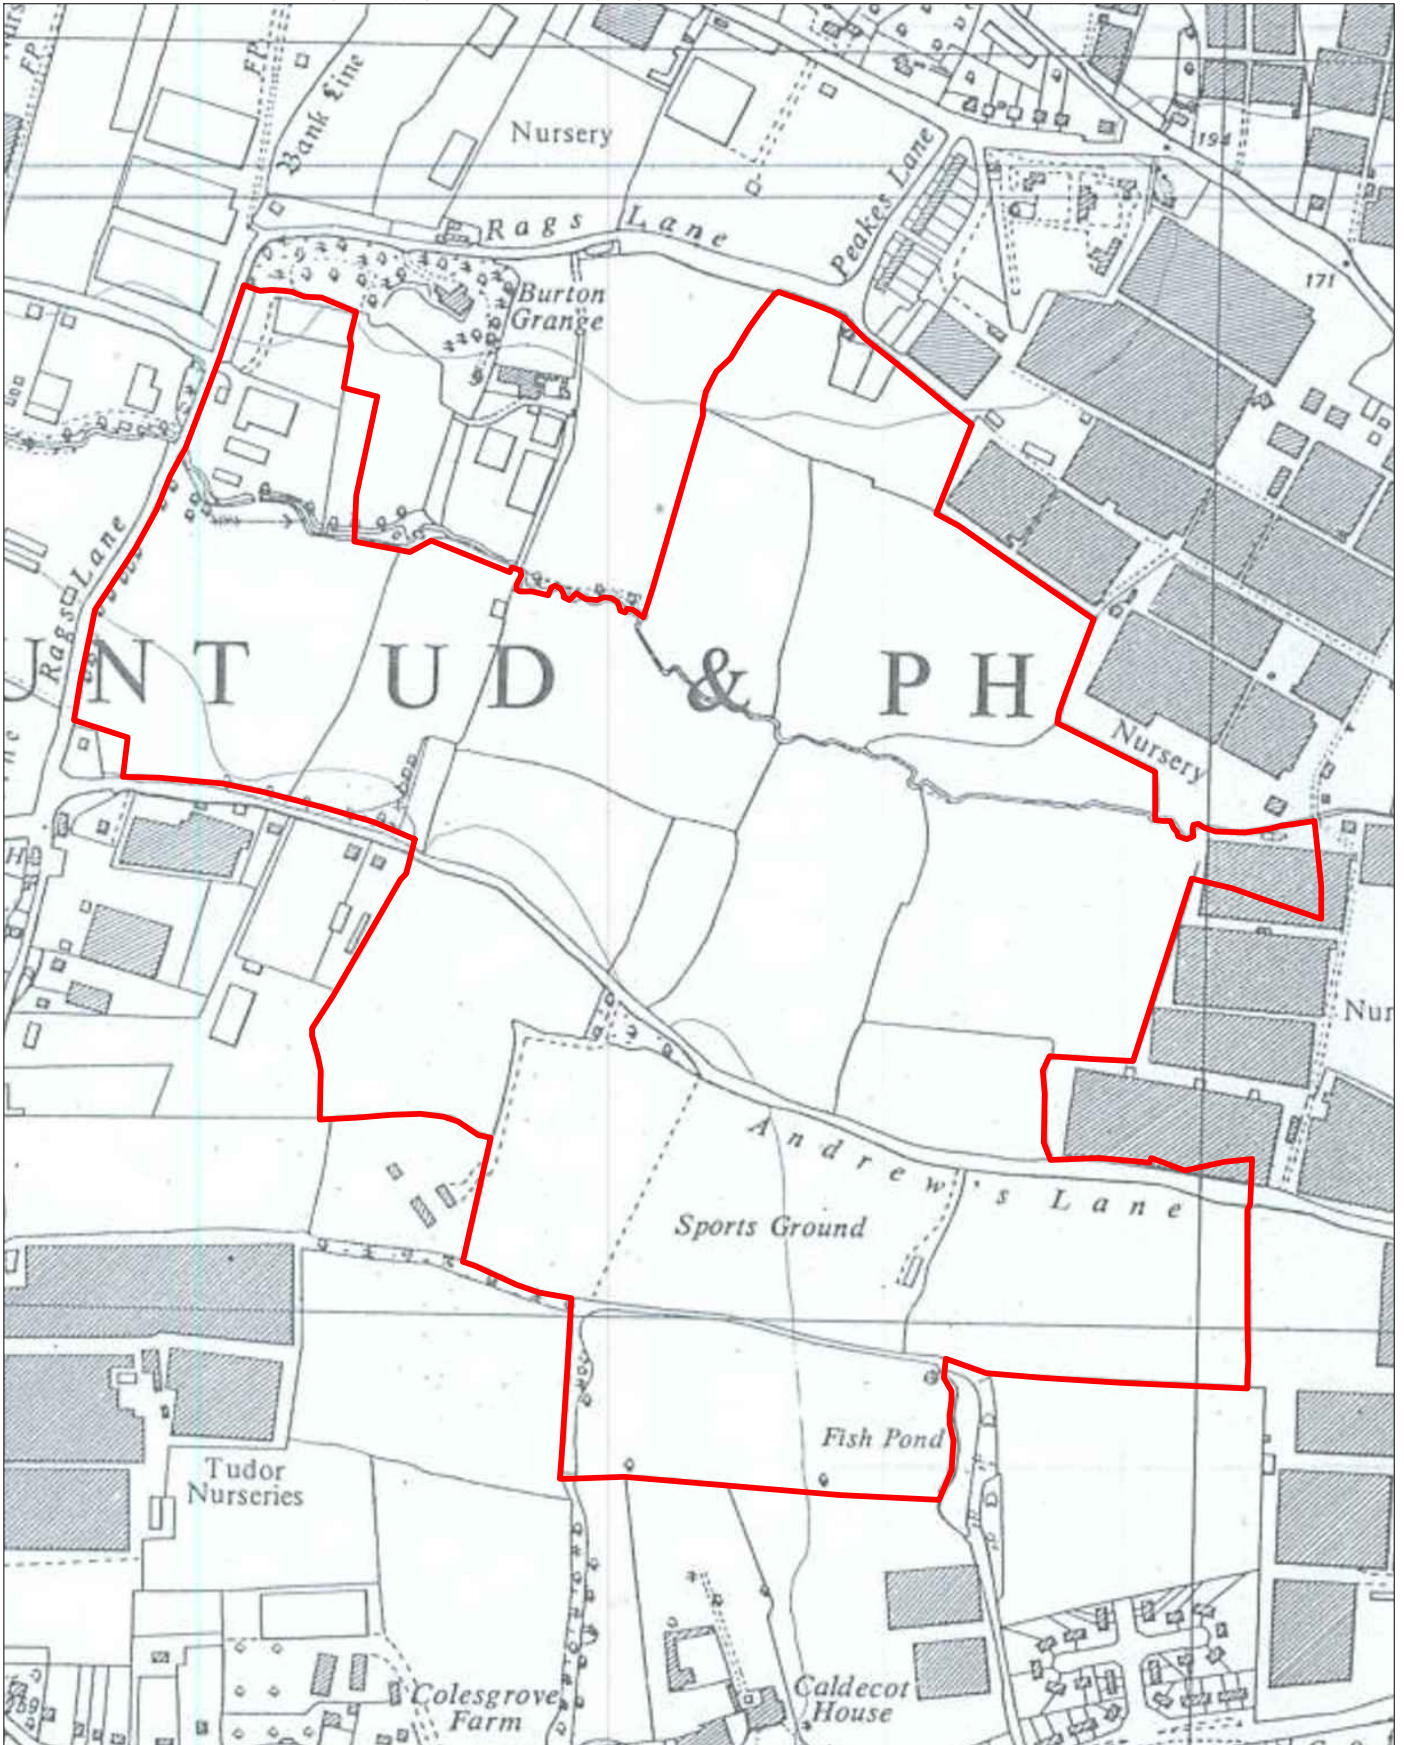 FP
FP
Bank Line
Nursery
194
Rags Lane
Peakes Lane
171
Burton
Grange
Rags Lane
UNT UD & PH
Nursery
H
Nur
Andrew's Lane
Sports Ground
Fish Pond
Tudor
Nurseries
Colesgrove
Farm
Caldecot
House